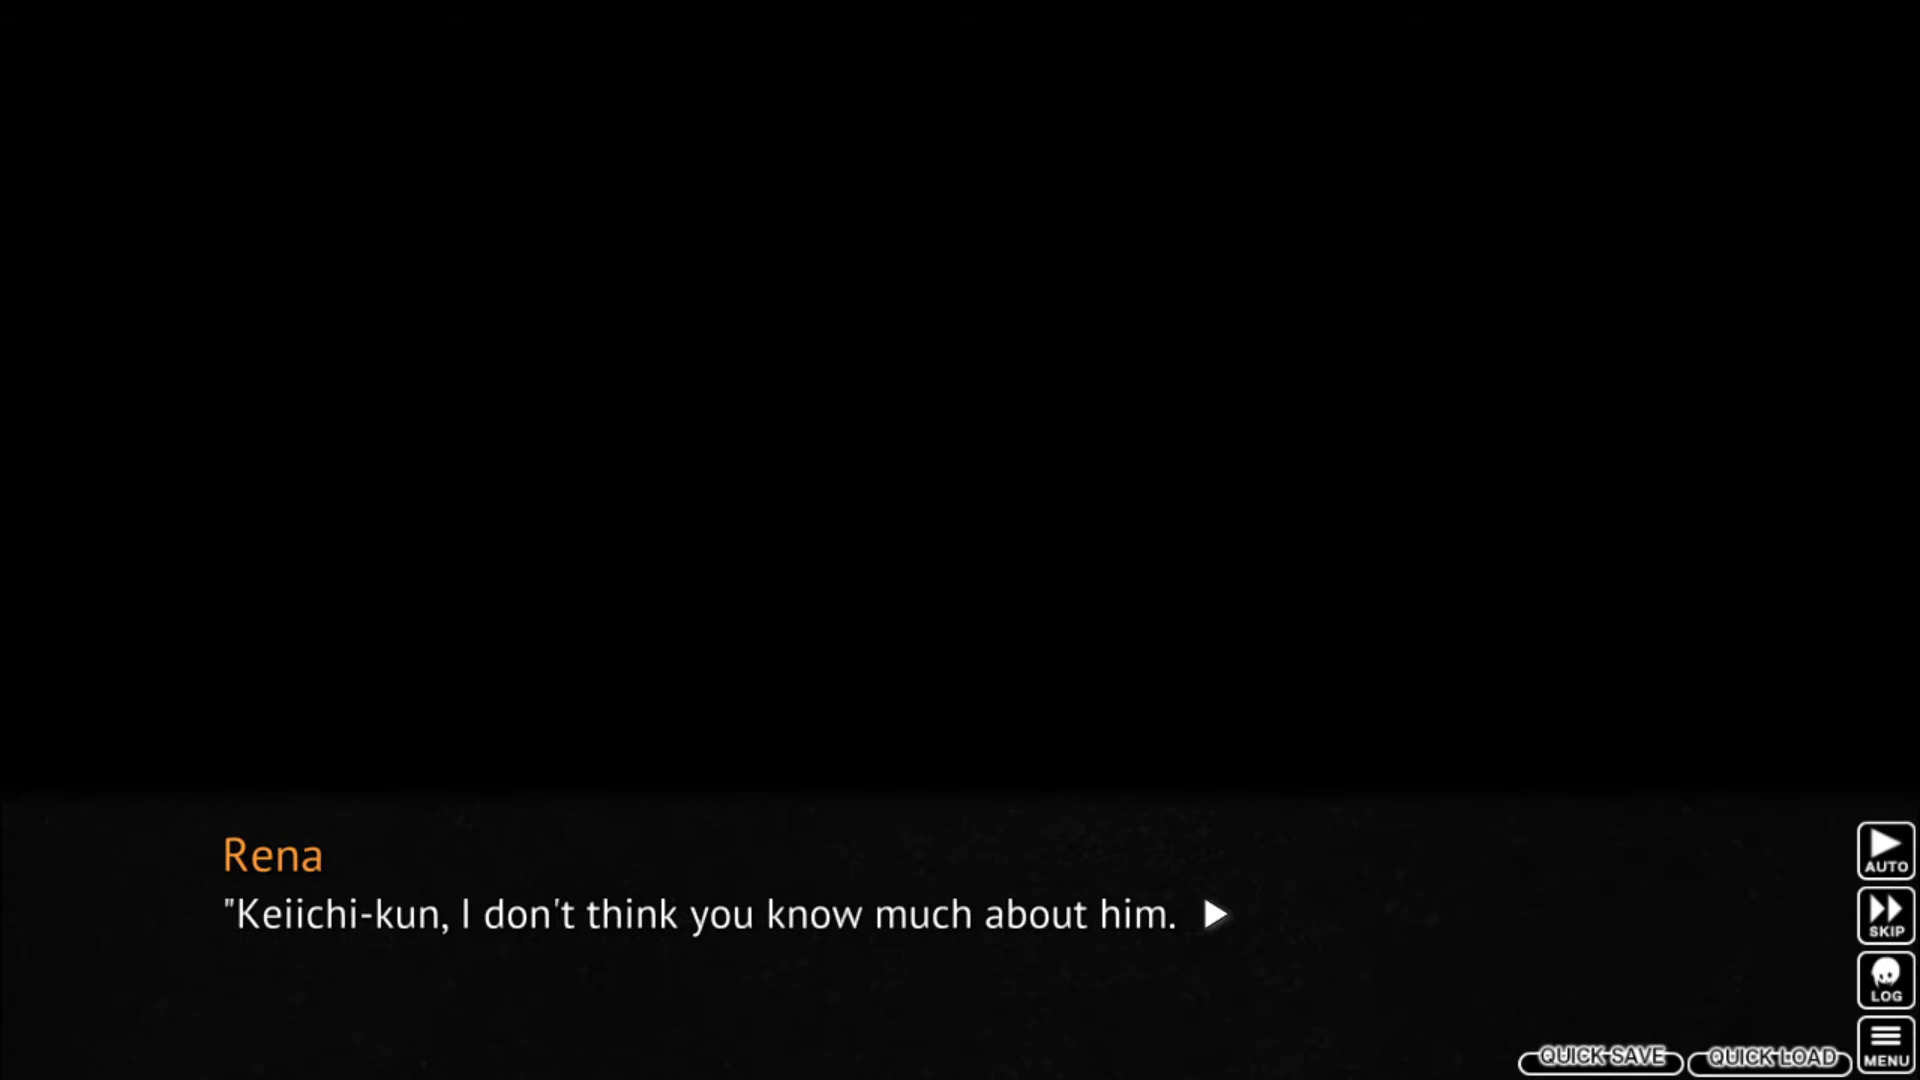 Rena
"Keiichi-kun, I don't think you know much about him.
AUTO
SKIP
LOG
MENU
QUICK SAVE QUICK LOAD